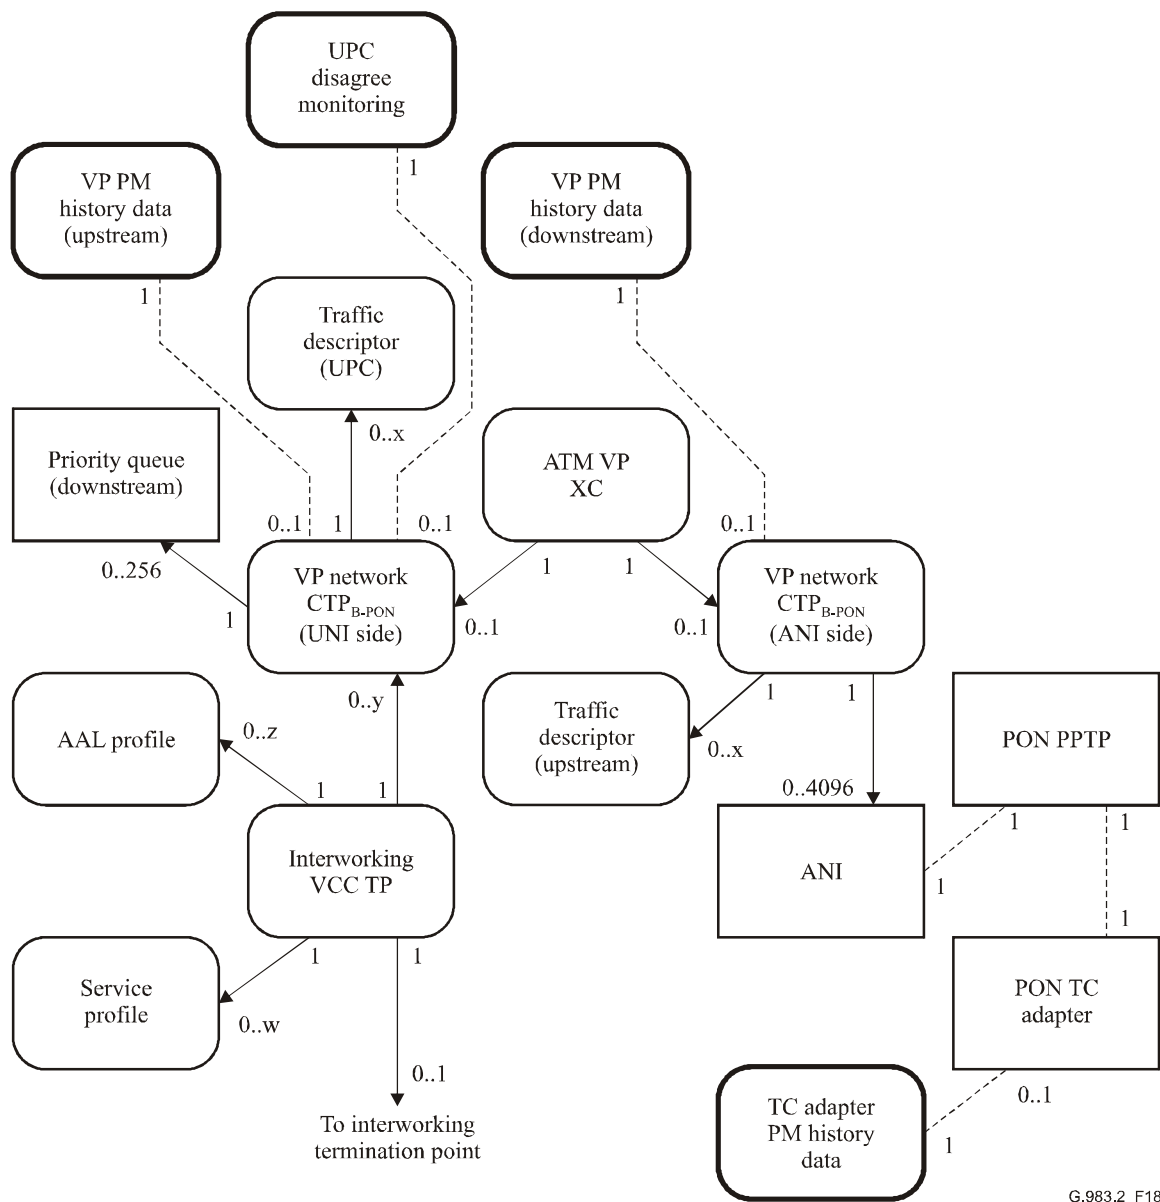 UPC
disagree
monitoring
1
VP PM
history data
(upstream)
1
VP PM
history data
(downstream)
1
Traffic
descriptor
(UPC)
0..x
Priority queue
(downstream)
ATM VP
XC
0..1
1
0..1
0..1
0..256
1
1
1
VP network
CTPB-PON
(UNI side)
0..1
0..1
VP network
CTPB-PON
(ANI side)
0..y
1
1
AAL profile
0..z
Traffic
descriptor
(upstream)
0..x
PON PPTP
1
1
0..4096
1
1
Interworking
VCC TP
ANI
1
1
1
1
Service
profile
0..w
PON TC
adapter
0..1
0..1
To interworking
termination point
TC adapter
PM history
data
1
G.983.2_F18